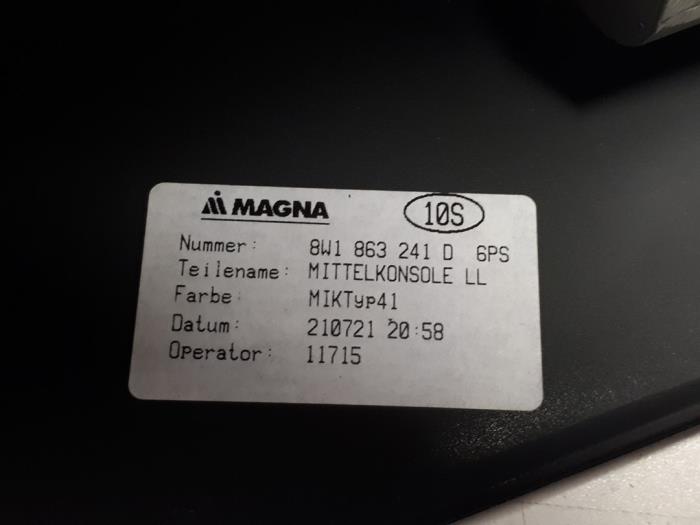 MAGNA 10S
Nummer: 8W1 863 241 D 6PS
Teilename: MITTELKONSOLE LL
Farbe: MIKTyp41
Datum: 210721 20:58
Operator: 11715